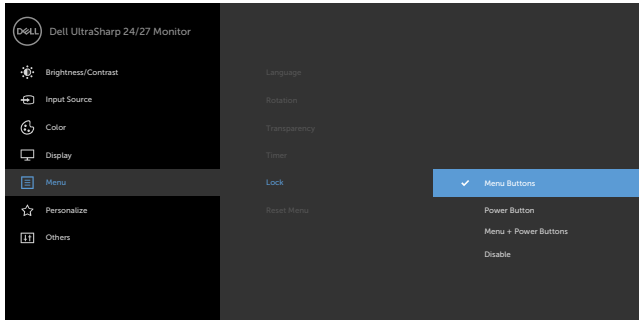 DELL Dell UltraSharp 24/27 Monitor
Brightness/Contrast
Input Source
Color
Display
Menu
Personalize
Others
Language
Rotation
Transparency
Timer
Lock
Reset Menu
Menu Buttons
Power Button
Menu + Power Buttons
Disable